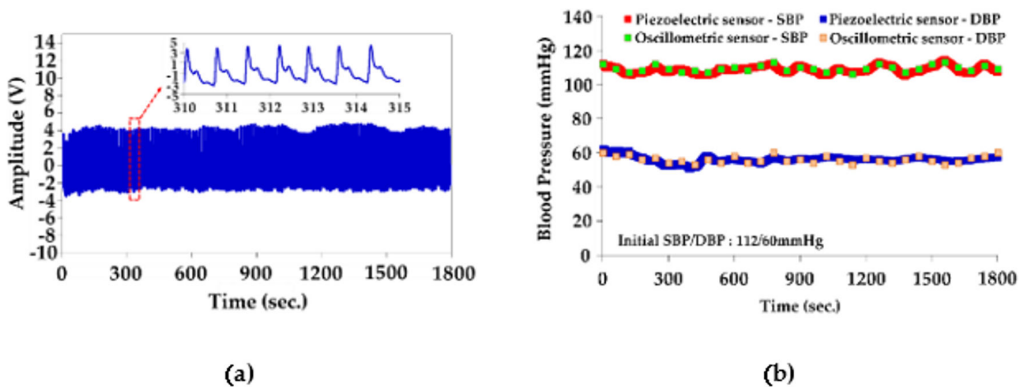 14
12
10
8
6
4
2
0
-2
-4
-6
-8
-10
Amplitude (V)
310 311 312 313 314 315
0 300 600 900 1200 1500 1800
Time (sec.)
(a)
Piezoelectric sensor - SBP Piezoelectric sensor - DBP
Oscillometric sensor - SBP Oscillometric sensor - DBP
140
120
100
80
60
40
20
0
Blood Pressure (mmHg)
Initial SBP/DBP : 112/60mmHg
0 300 600 900 1200 1500 1800
Time (sec.)
(b)